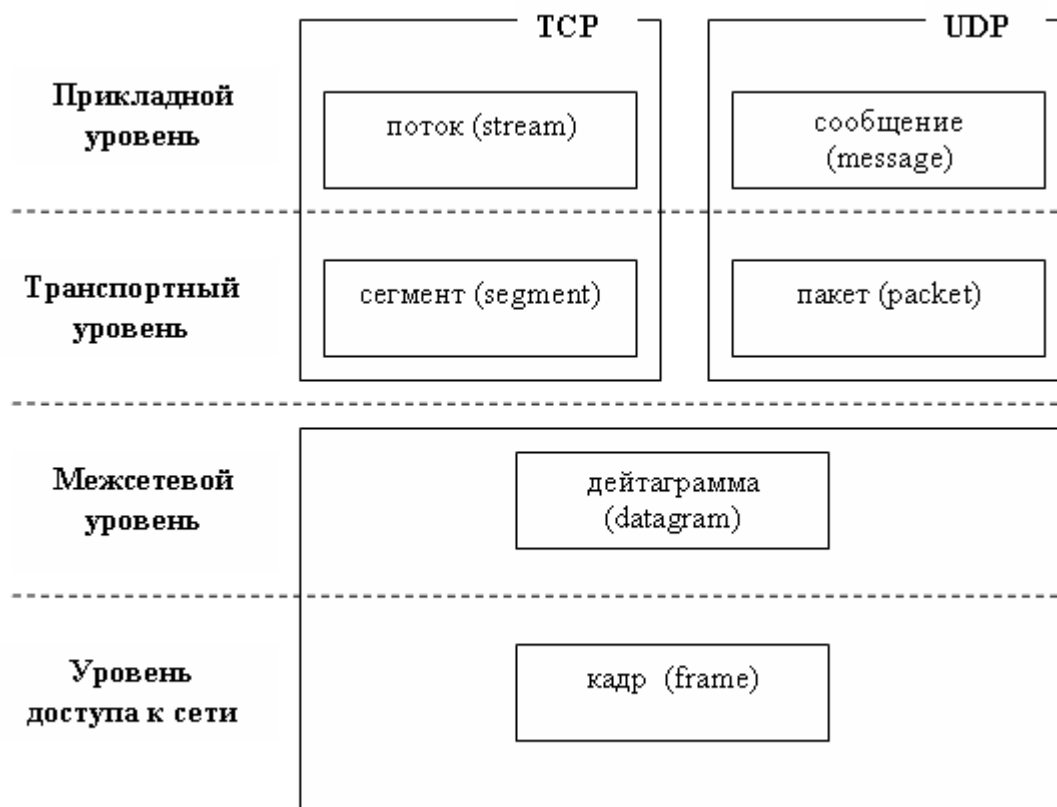 TCP
UDP
Прикладной
уровень
поток (stream)
сообщение
(message)
Транспортный
уровень
сегмент (segment)
пакет (packet)
Межсетевой
уровень
дейтаграмма
(datagram)
Уровень
доступа к сети
кадр (frame)